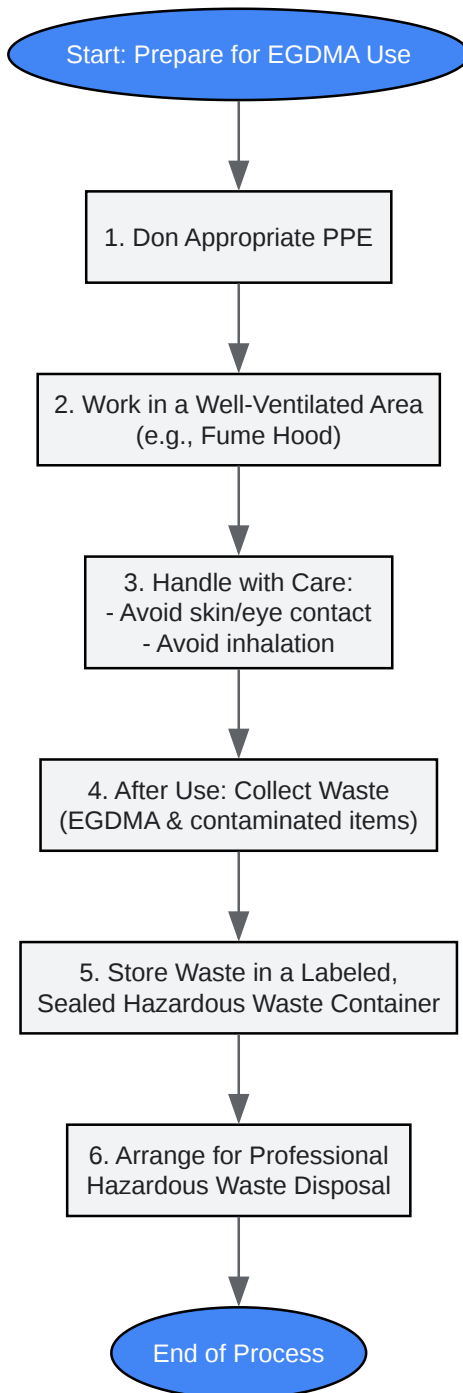 Start: Prepare for EGDMA Use
1. Don Appropriate PPE
2. Work in a Well-Ventilated Area
(e.g., Fume Hood)
3. Handle with Care:
- Avoid skin/eye contact
- Avoid inhalation
4. After Use: Collect Waste
(EGDMA & contaminated items)
5. Store Waste in a Labeled,
Sealed Hazardous Waste Container
6. Arrange for Professional
Hazardous Waste Disposal
End of Process